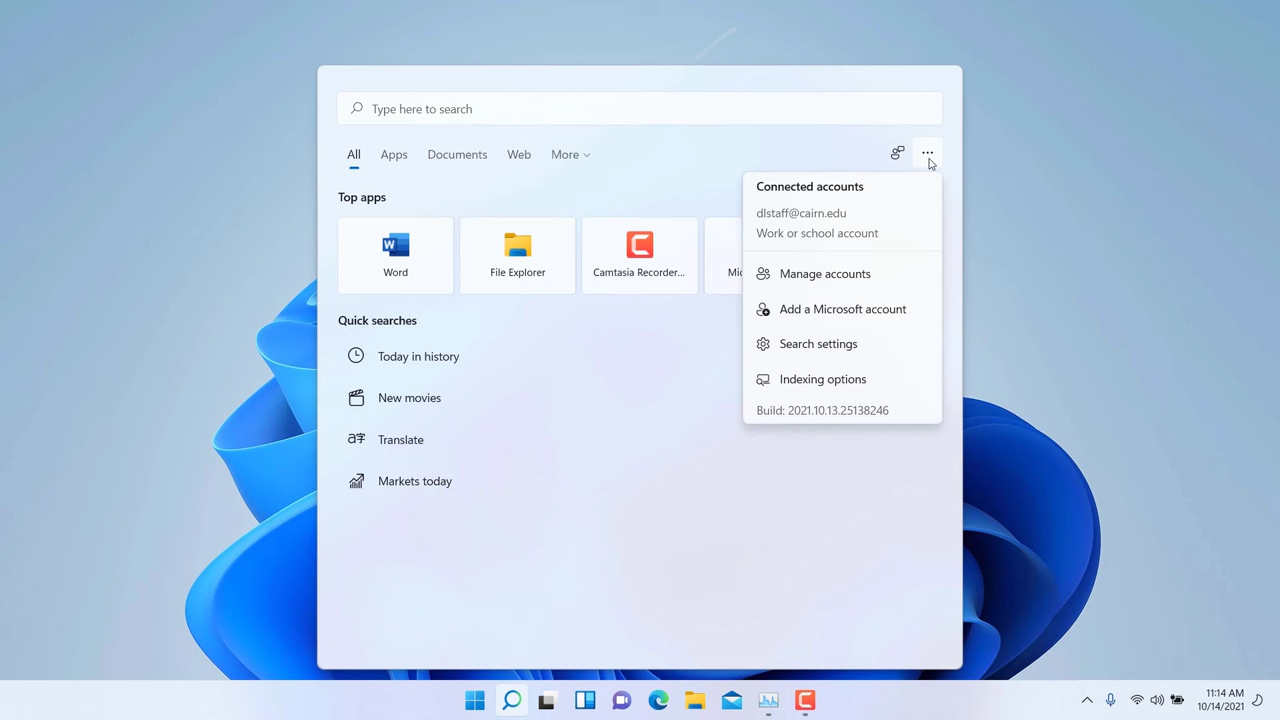 Type here to search
All Apps Documents Web More
Connected accounts
Top apps
dlstaff@cairn.edu
Work or school account
Word File Explorer Camtasia Recorder...
Manage accounts
Add a Microsoft account
Quick searches
Search settings
Today in history
Indexing options
New movies
Build: 2021.10.13.25138246
Translate
Markets today
11:14 AM
10/14/2021